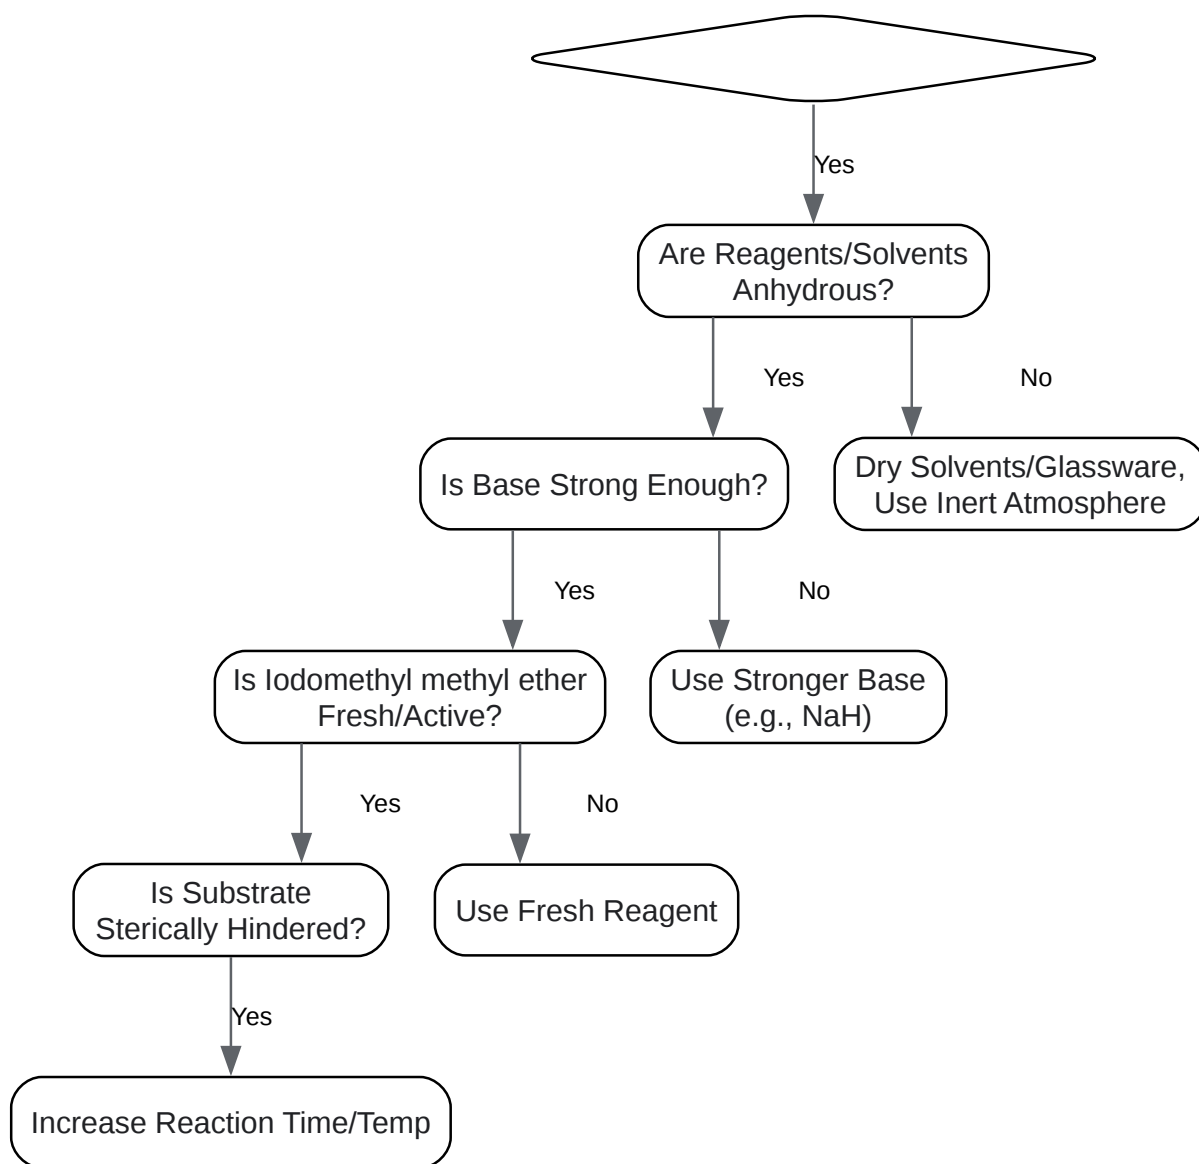 Yes
Are Reagents/Solvents
Anhydrous?
Yes
No
Is Base Strong Enough?
Dry Solvents/Glassware,
Use Inert Atmosphere
Yes
No
Is Iodomethyl methyl ether
Fresh/Active?
Use Stronger Base
(e.g., NaH)
Yes
No
Is Substrate
Sterically Hindered?
Use Fresh Reagent
Yes
Increase Reaction Time/Temp